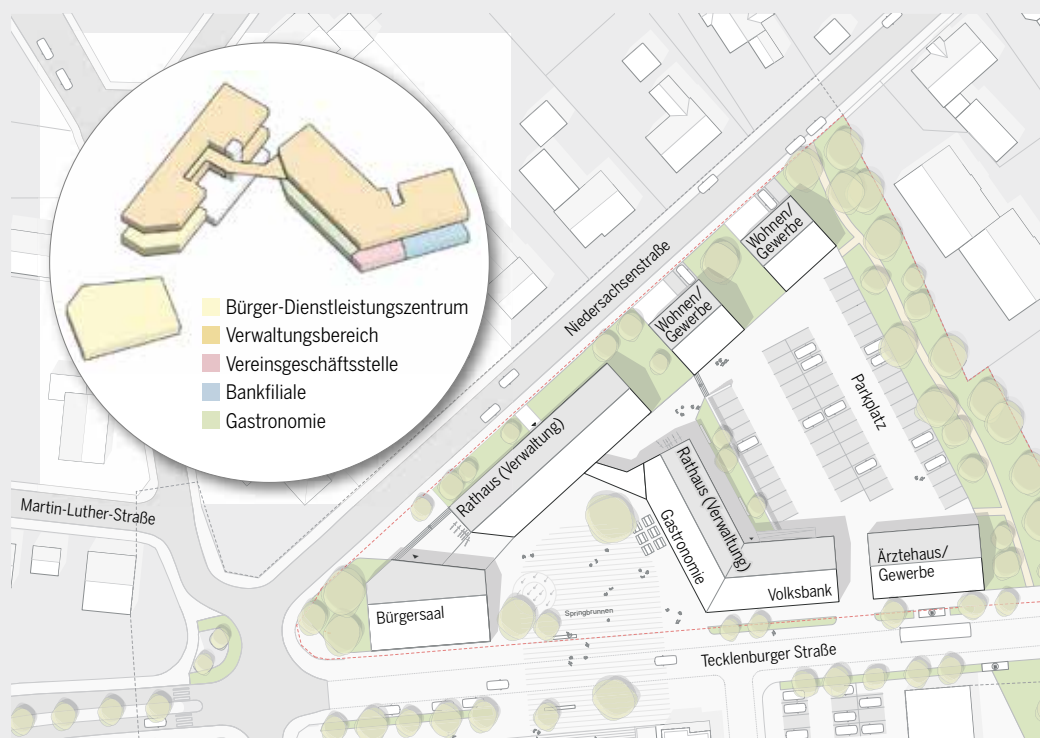 Bürger-Dienstleistungszentrum
Verwaltungsbereich
Vereinsgeschäftsstelle
Bankfiliale
Gastronomie
Niedersachsenstraße
Wohnen/
Gewerbe
Wohnen/
Gewerbe
Parkplatz
Rathaus (Verwaltung)
Rathaus (Verwaltung)
Gastronomie
Martin-Luther-Straße
Ärztehaus/
Gewerbe
Volksbank
Bürgersaal
Springbrunnen
Tecklenburger Straße